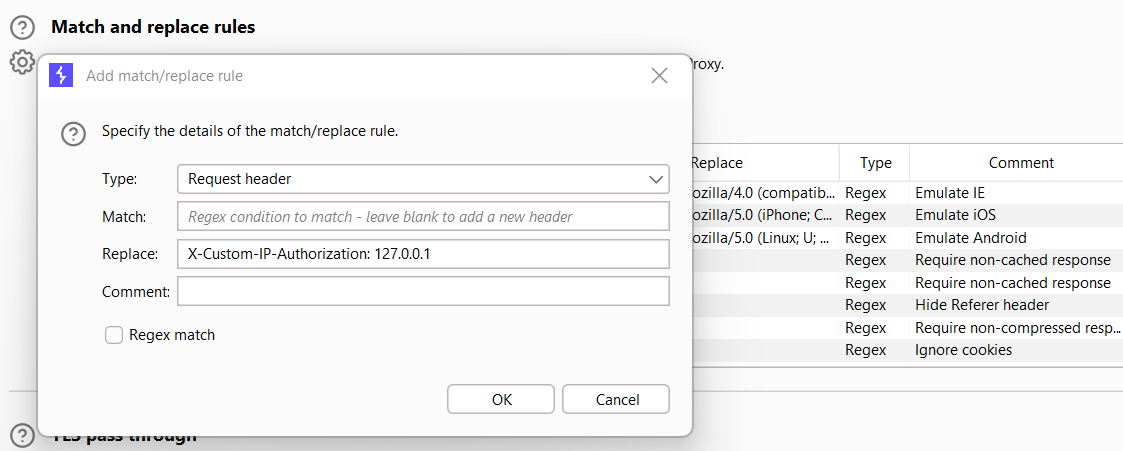 Match and replace rules
roxy.
Add match/replace rule
Specify the details of the match/replace rule.
Type: Request header
Match: Regex condition to match - leave blank to add a new header
Replace: X-Custom-IP-Authorization: 127.0.0.1
Comment:
Regex match
OK Cancel
Replace Type Comment
ozilla/4.0 (compatib... Regex Emulate IE
ozilla/5.0 (iPhone; C... Regex Emulate iOS
ozilla/5.0 (Linux; U; ... Regex Emulate Android
Regex Require non-cached response
Regex Require non-cached response
Regex Hide Referer header
Regex Require non-compressed resp...
Regex Ignore cookies
TLS pass through